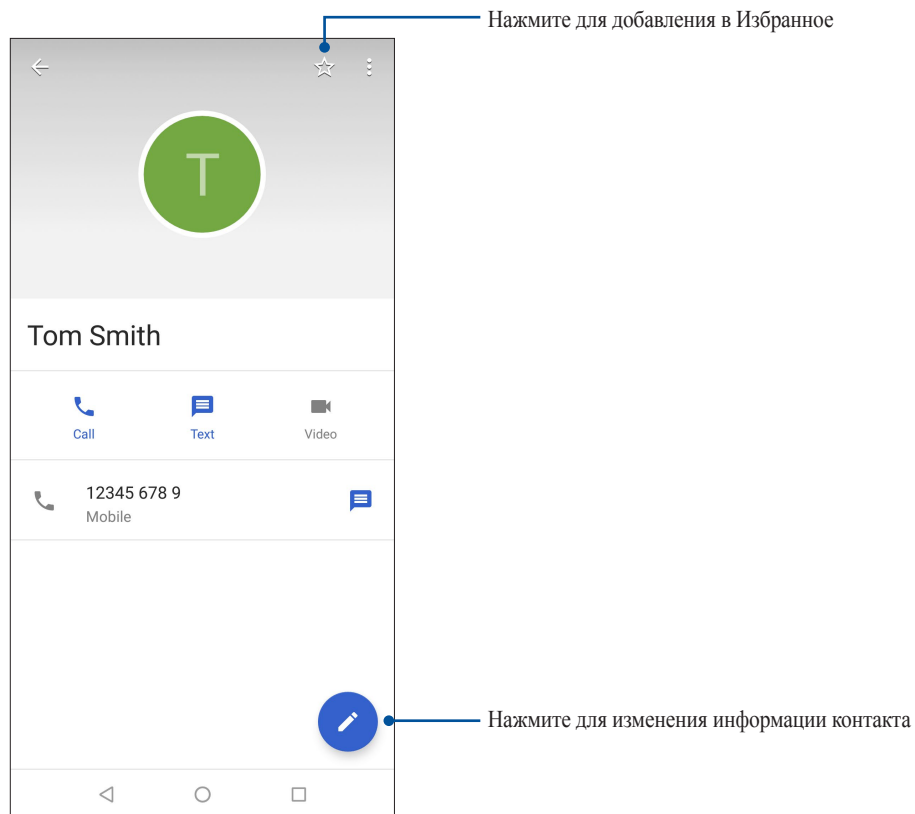 Нажмите для добавления в Избранное
T
Tom Smith
Call Text Video
12345 678 9
Mobile
Нажмите для изменения информации контакта